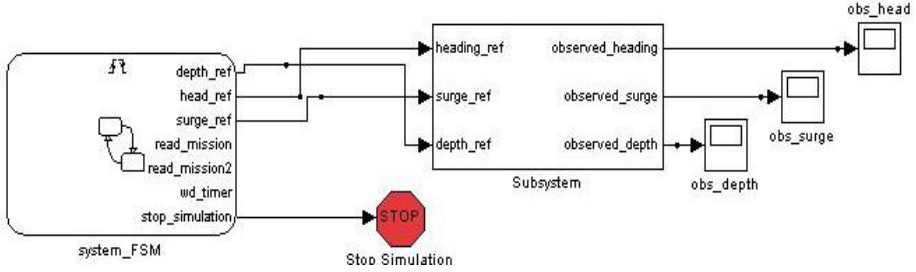 obs_head
depth_ref
head_ref
surge_ref
read_mission
read_mission2
wd_timer
stop_simulation
system_FSM
heading_ref
surge_ref
depth_ref
observed_heading
observed_surge
observed_depth
Subsystem
obs_surge
obs_depth
STOP
Stop Simulation